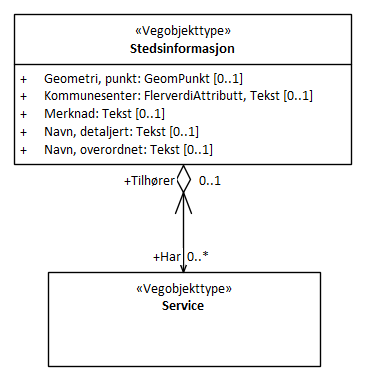 «Vegobjekttype»
Stedsinformasjon
+ Geometri, punkt: GeomPunkt [0..1]
+ Kommunesenter: FlerverdiAttributt, Tekst [0..1]
+ Merknad: Tekst [0..1]
+ Navn, detaljert: Tekst [0..1]
+ Navn, overordnet: Tekst [0..1]
+Tilhører 0..1
+Har 0..*
«Vegobjekttype»
Service